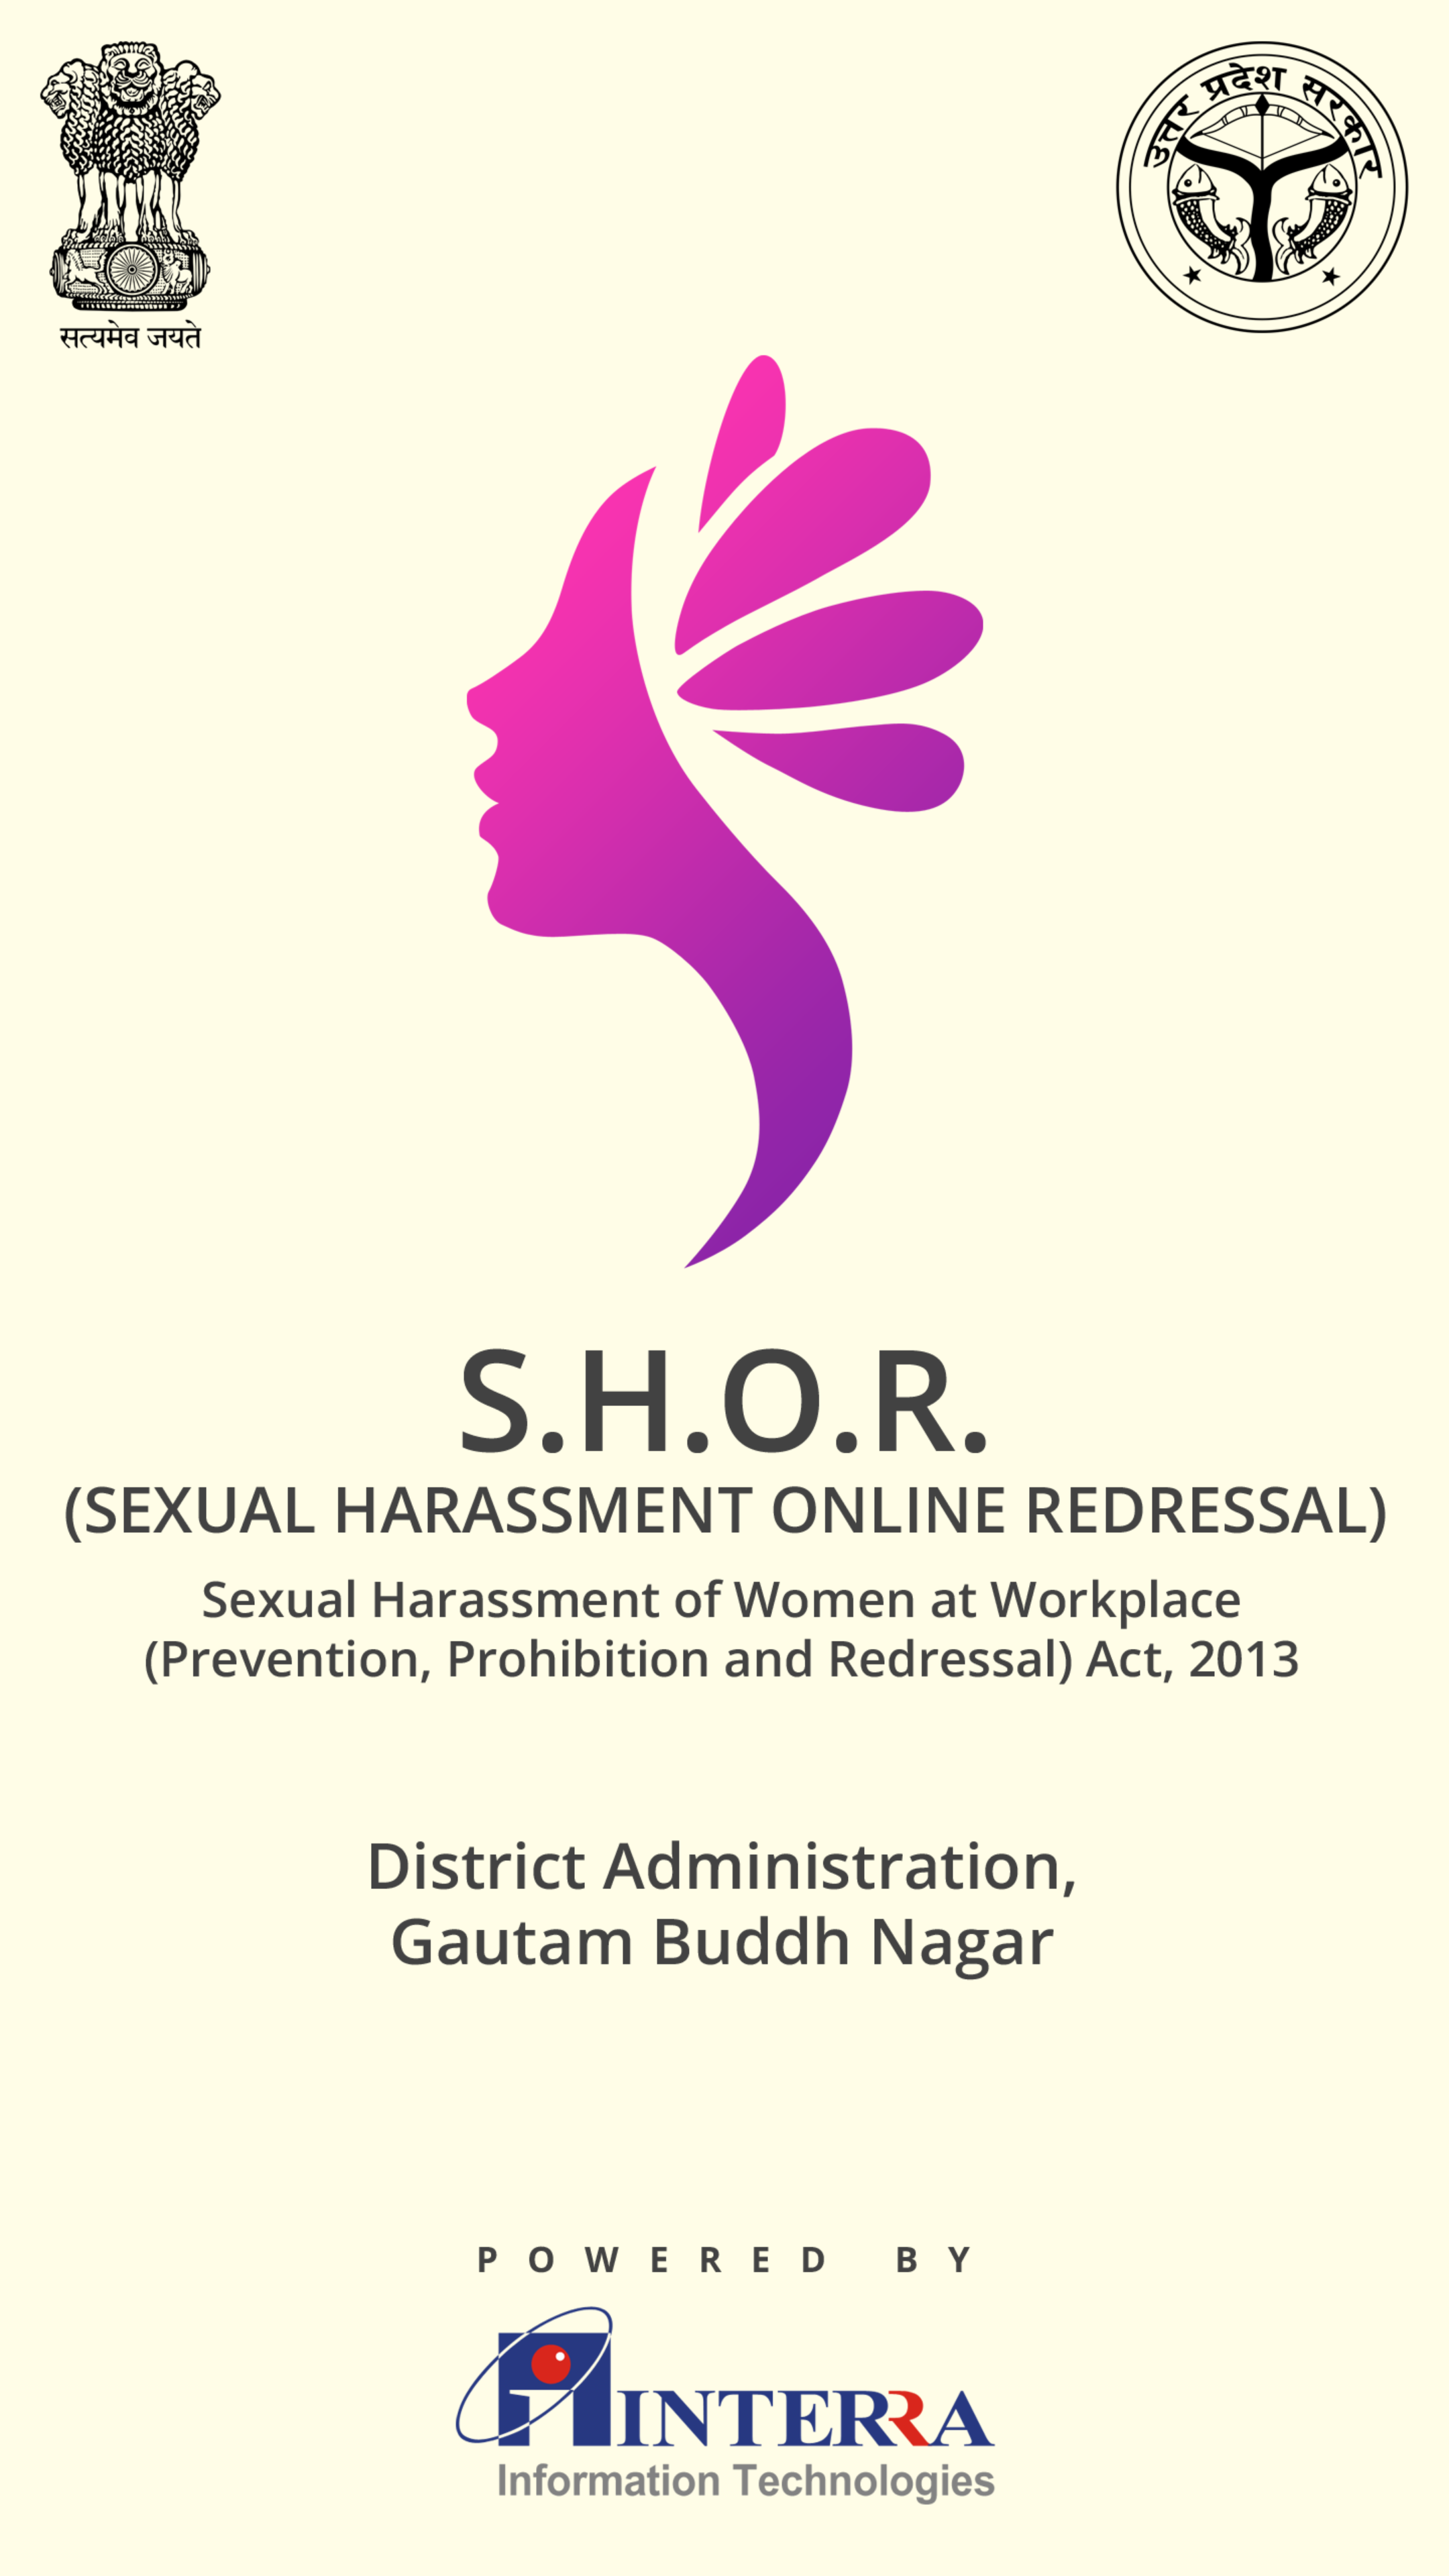 सत्यमेव जयते
उत्तर प्रदेश सरकार
S.H.O.R.
(SEXUAL HARASSMENT ONLINE REDRESSAL)
Sexual Harassment of Women at Workplace
(Prevention, Prohibition and Redressal) Act, 2013
District Administration,
Gautam Buddh Nagar
POWERED BY
INTERRA
Information Technologies